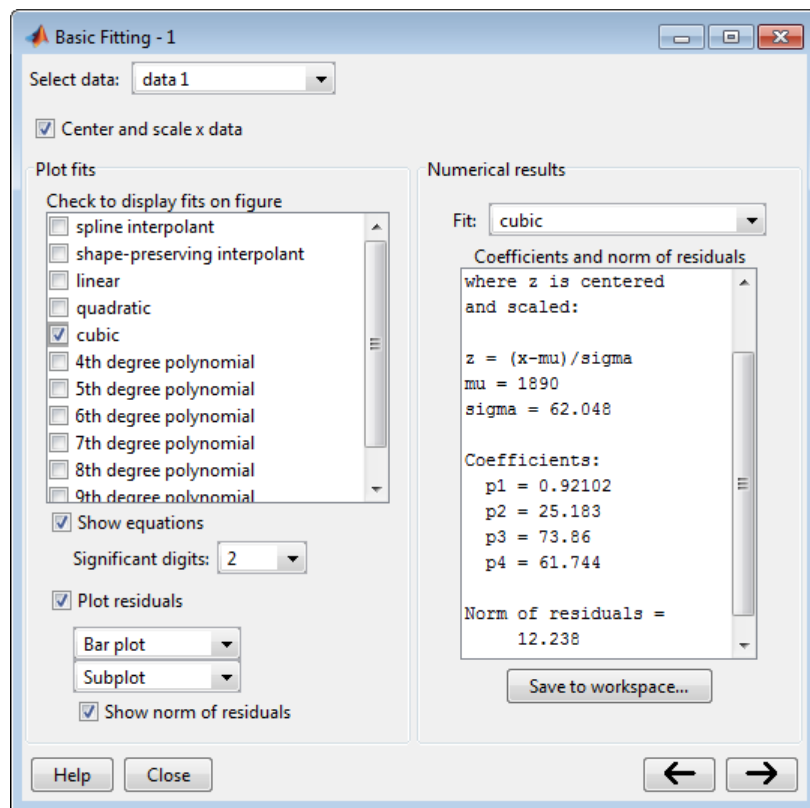 Basic Fitting - 1
Select data: data 1
Center and scale x data
Plot fits
Check to display fits on figure
spline interpolant
shape-preserving interpolant
linear
quadratic
cubic
4th degree polynomial
5th degree polynomial
6th degree polynomial
7th degree polynomial
8th degree polynomial
9th degree polynomial
Show equations
Significant digits: 2
Plot residuals
Bar plot
Subplot
Show norm of residuals
Numerical results
Fit: cubic
Coefficients and norm of residuals
where z is centered
and scaled:
z = (x-mu)/sigma
mu = 1890
sigma = 62.048
Coefficients:
p1 = 0.92102
p2 = 25.183
p3 = 73.86
p4 = 61.744
Norm of residuals =
12.238
Save to workspace...
Help Close